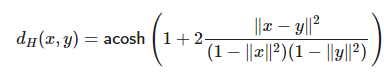 d_H(x, y) = acosh ( 1 + 2 ‖x − y‖² / ((1 − ‖x‖²)(1 − ‖y‖²)) )